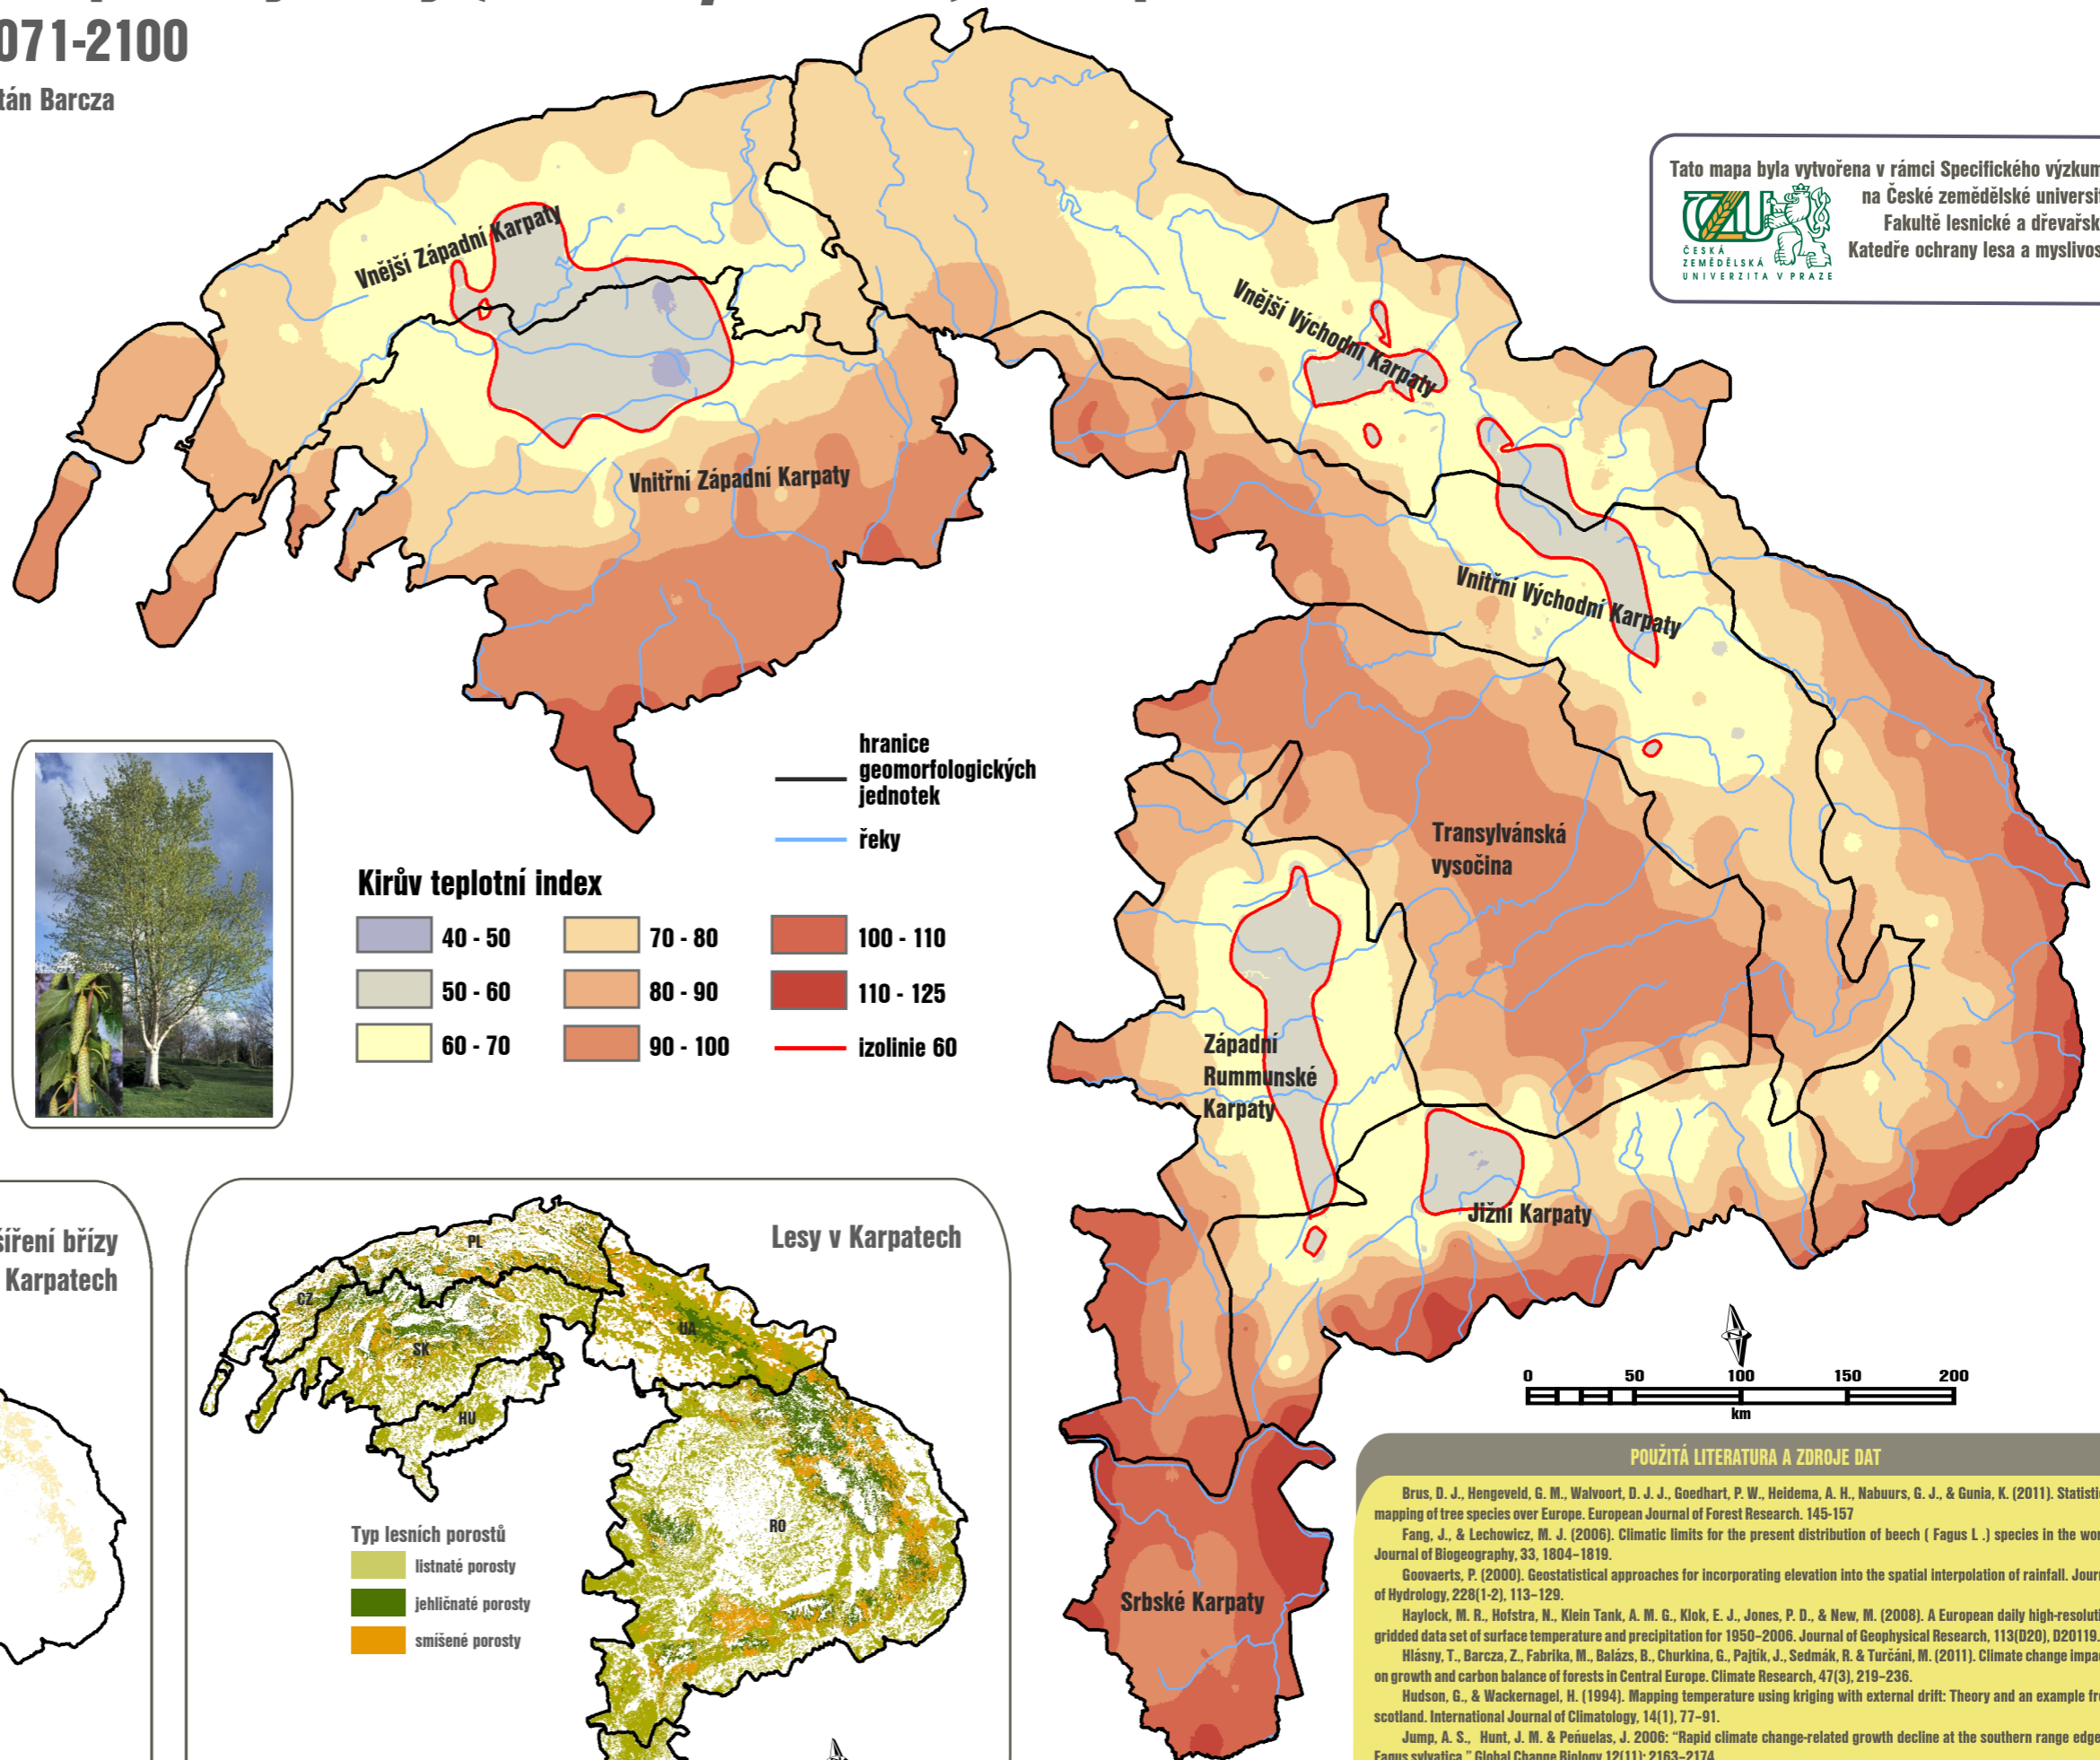 071-2100
tán Barcza
Tato mapa byla vytvořena v rámci Specifického výzkum
na České zemědělské universit
Fakultě lesnické a dřevařsk
Katedře ochrany lesa a myslivos
ČZU
ČESKÁ
ZEMĚDĚLSKÁ
UNIVERZITA V PRAZE
Vnější Západní Karpaty
Vnější Východní Karpaty
Vnitřní Západní Karpaty
Vnitřní Východní Karpaty
Transylvánská
vysočina
Západní
Rummunské
Karpaty
Jižní Karpaty
Srbské Karpaty
hranice
geomorfologických
jednotek
řeky
Kirův teplotní index
40 - 50
70 - 80
100 - 110
50 - 60
80 - 90
110 - 125
60 - 70
90 - 100
izolinie 60
íření břízy
Karpatech
Lesy v Karpatech
PL
CZ
SK
UA
HU
RO
Typ lesních porostů
listnaté porosty
jehličnaté porosty
smíšené porosty
0 50 100 150 200
km
POUŽITÁ LITERATURA A ZDROJE DAT
Brus, D. J., Hengeveld, G. M., Walvoort, D. J. J., Goedhart, P. W., Heidema, A. H., Nabuurs, G. J., & Gunia, K. (2011). Statisti
mapping of tree species over Europe. European Journal of Forest Research. 145-157
Fang, J., & Lechowicz, M. J. (2006). Climatic limits for the present distribution of beech ( Fagus L .) species in the wor
Journal of Biogeography, 33, 1804–1819.
Goovaerts, P. (2000). Geostatistical approaches for incorporating elevation into the spatial interpolation of rainfall. Jour
of Hydrology, 228(1-2), 113–129.
Haylock, M. R., Hofstra, N., Klein Tank, A. M. G., Klok, E. J., Jones, P. D., & New, M. (2008). A European daily high-resoluti
gridded data set of surface temperature and precipitation for 1950–2006. Journal of Geophysical Research, 113(D20), D20119.
Hlásny, T., Barcza, Z., Fabrika, M., Balázs, B., Churkina, G., Pajtík, J., Sedmák, R. & Turčáni, M. (2011). Climate change impa
on growth and carbon balance of forests in Central Europe. Climate Research, 47(3), 219–236.
Hudson, G., & Wackernagel, H. (1994). Mapping temperature using kriging with external drift: Theory and an example fr
scotland. International Journal of Climatology, 14(1), 77–91.
Jump, A. S., Hunt, J. M. & Peñuelas, J. 2006: “Rapid climate change-related growth decline at the southern range edg
Fagus sylvatica.” Global Change Biology 12(11): 2163–2174